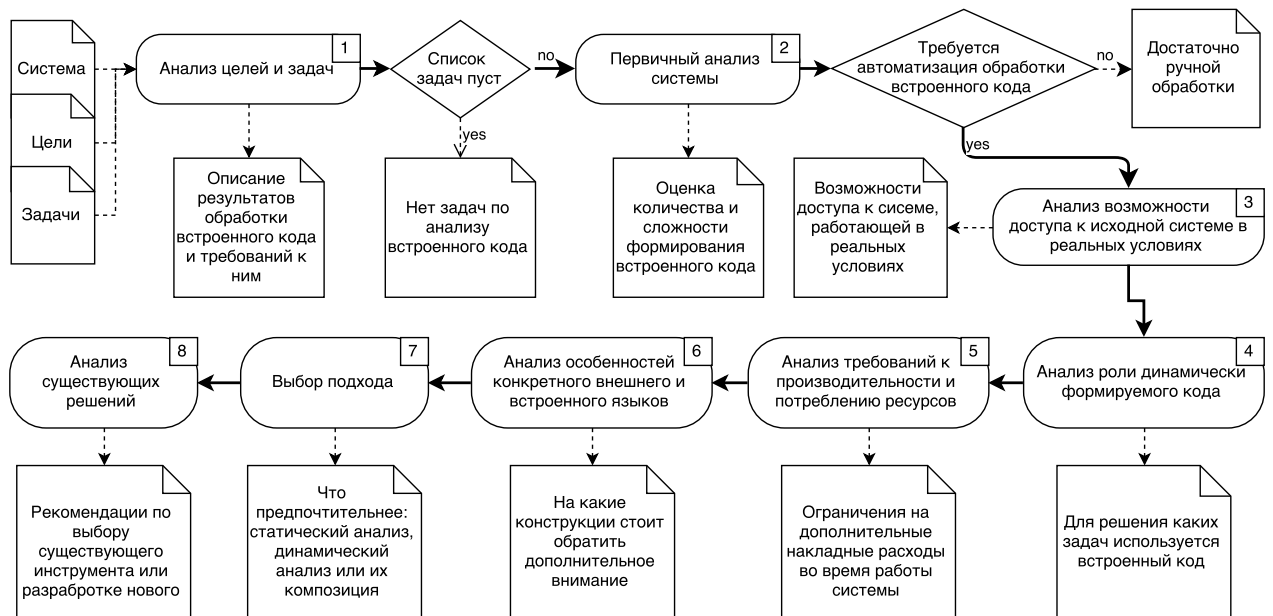 Система
Цели
Задачи
1
Анализ целей и задач
Описание
результатов
обработки
встроенного кода
и требований к
ним
Список
задач пуст
no
yes
Нет задач по
анализу
встроенного кода
2
Первичный анализ
системы
Оценка
количества и
сложности
формирования
встроенного кода
Требуется
автоматизация обработки
встроенного кода
no
Достаточно
ручной
обработки
yes
3
Анализ возможности
доступа к исходной системе в
реальных условиях
Возможности
доступа к сисеме,
работающей в
реальных
условиях
4
Анализ роли динамически
формируемого кода
Для решения каких
задач используется
встроенный код
5
Анализ требований к
производительности и
потреблению ресурсов
Ограничения на
дополнительные
накладные расходы
во время работы
системы
6
Анализ особенностей
конкретного внешнего и
встроенного языков
На какие
конструкции стоит
обратить
дополнительное
внимание
7
Выбор подхода
Что
предпочтительнее:
статический анализ,
динамический
анализ или их
композиция
8
Анализ
существующих
решений
Рекомендации по
выбору
существующего
инструмента или
разрабротке нового